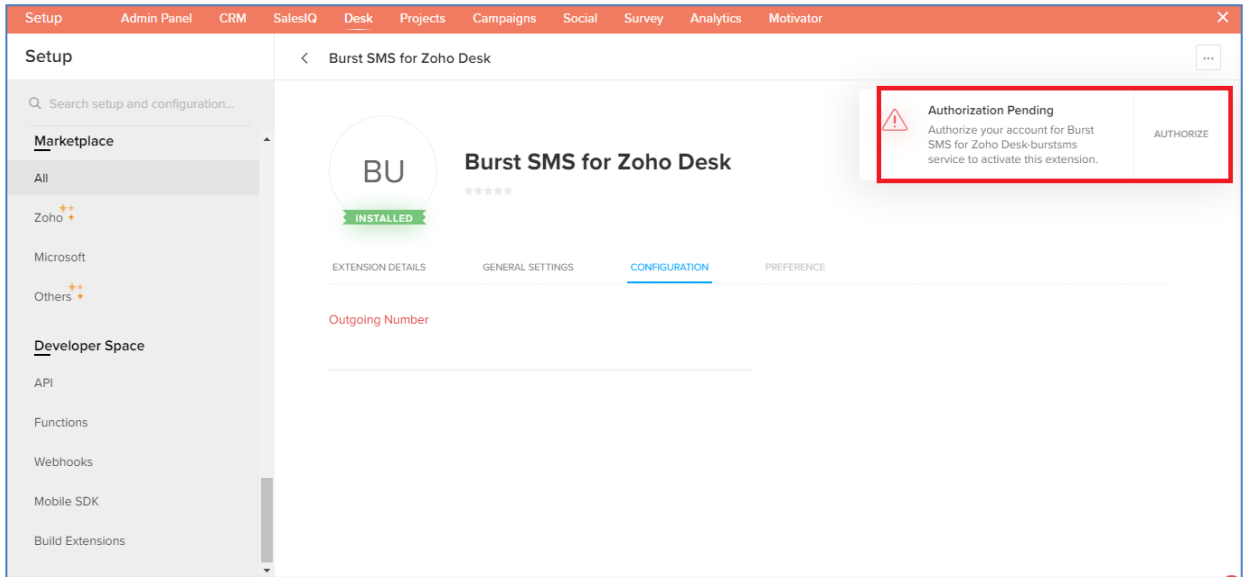 Setup Admin Panel CRM SalesIQ Desk Projects Campaigns Social Survey Analytics Motivator
Setup
Burst SMS for Zoho Desk
Search setup and configuration...
Marketplace
All
Zoho
Microsoft
Others
Developer Space
API
Functions
Webhooks
Mobile SDK
Build Extensions
Authorization Pending
Authorize your account for Burst
SMS for Zoho Desk-burstsms
service to activate this extension.
AUTHORIZE
BU
INSTALLED
Burst SMS for Zoho Desk
EXTENSION DETAILS GENERAL SETTINGS CONFIGURATION PREFERENCE
Outgoing Number